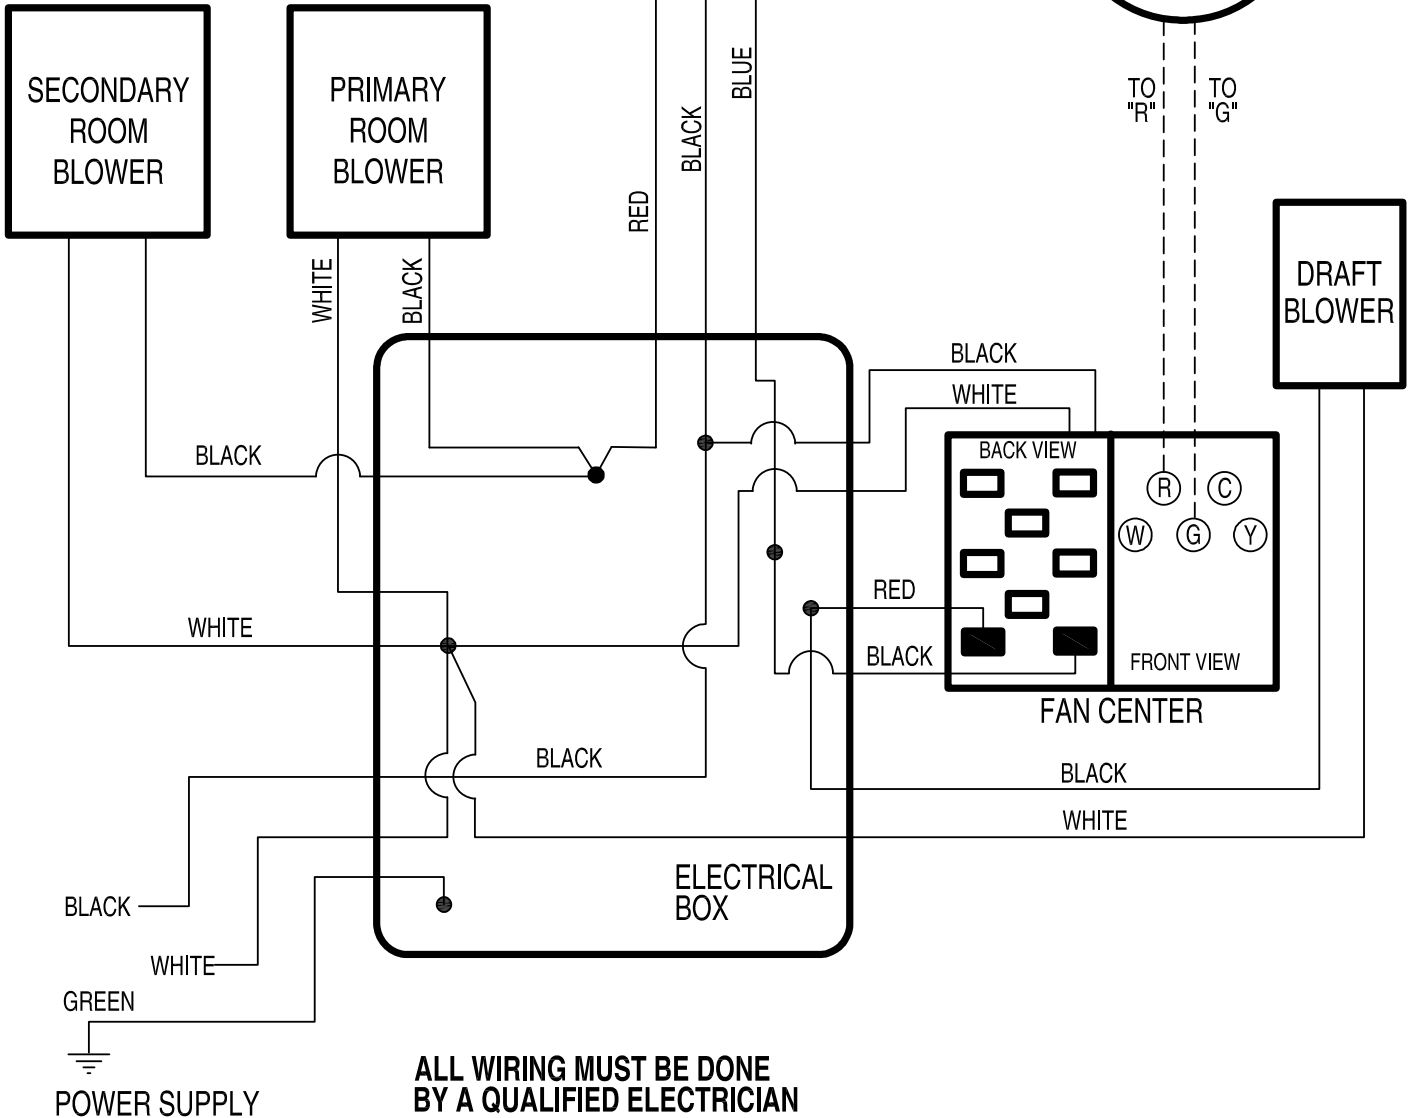 SECONDARY
ROOM
BLOWER
PRIMARY
ROOM
BLOWER
BLUE
BLACK
RED
TO
"R"
TO
"G"
WHITE
BLACK
DRAFT
BLOWER
BLACK
WHITE
BLACK
BACK VIEW
R
C
W
G
Y
RED
WHITE
BLACK
FRONT VIEW
FAN CENTER
BLACK
BLACK
WHITE
ELECTRICAL
BOX
BLACK
WHITE
GREEN
POWER SUPPLY
ALL WIRING MUST BE DONE
BY A QUALIFIED ELECTRICIAN